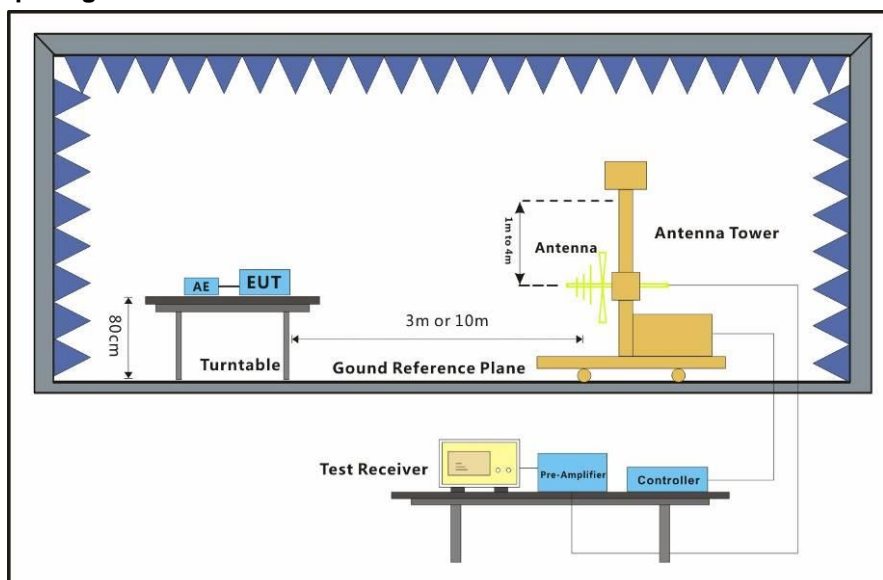 1m to 4m
Antenna
Antenna Tower
AE
EUT
80cm
3m or 10m
Turntable
Gound Reference Plane
Test Receiver
Pre-Amplifier
Controller